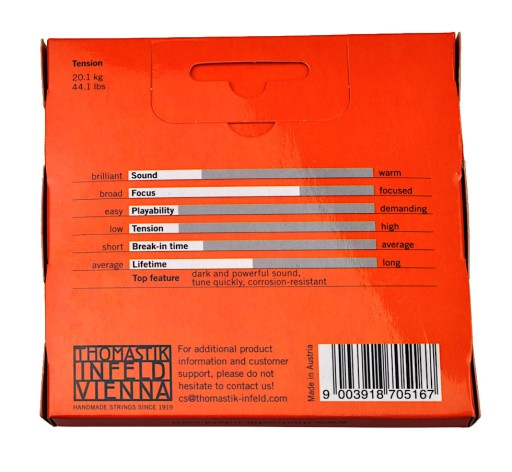 Tension
20.1 kg
44.1 lbs
brilliant Sound warm
broad Focus focused
easy Playability demanding
low Tension high
short Break-in time average
average Lifetime long
Top feature dark and powerful sound,
tune quickly, corrosion-resistant
THOMASTIK
INFELD
VIENNA
HANDMADE STRINGS SINCE 1919
For additional product
information and customer
support, please do not
hesitate to contact us!
cs@thomastik-infeld.com
Made in Austria
9 003918 705167